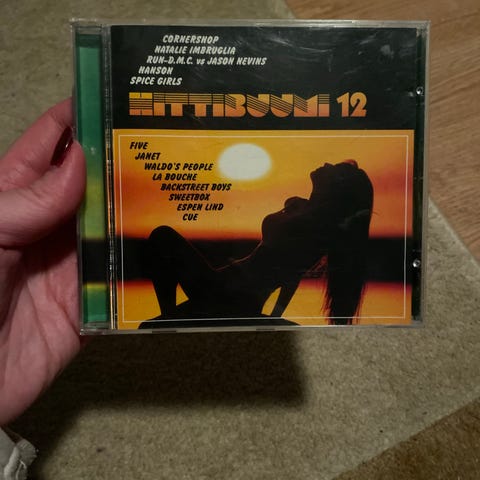 CORNERSHOP
NATALIE IMBRUGLIA
RUN-D.M.C. vs JASON NEVINS
HANSON
SPICE GIRLS
HITTIBUUMI 12
FIVE
JANET
WALDO'S PEOPLE
LA BOUCHE
BACKSTREET BOYS
SWEETBOX
ESPEN LIND
CUE